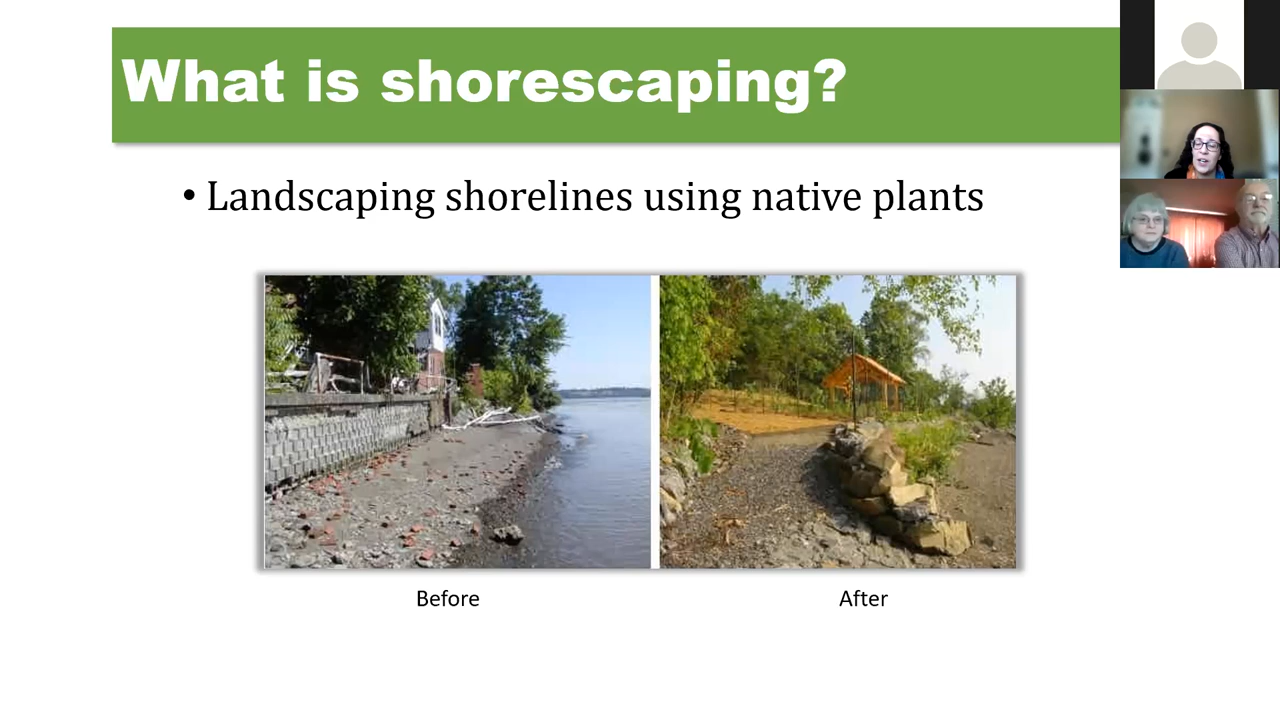 What is shorescaping?
• Landscaping shorelines using native plants
Before
After